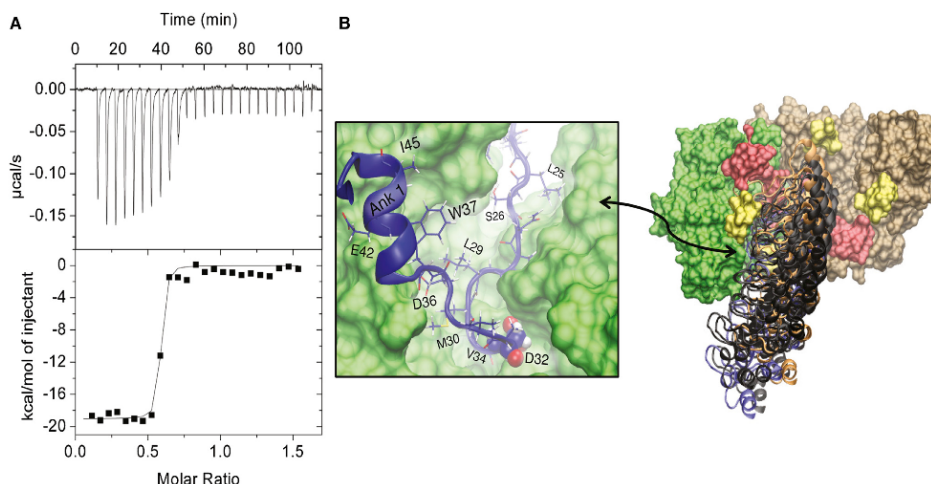 A
Time (min)
0 20 40 60 80 100
0.00
-0.05
-0.10
-0.15
µcal/s
0
-4
-8
-12
-16
-20
kcal/mol of injectant
0.0 0.5 1.0 1.5
Molar Ratio
B
I45
Ank 1
L25
W37
S26
E42
L29
D36
M30
V34
D32